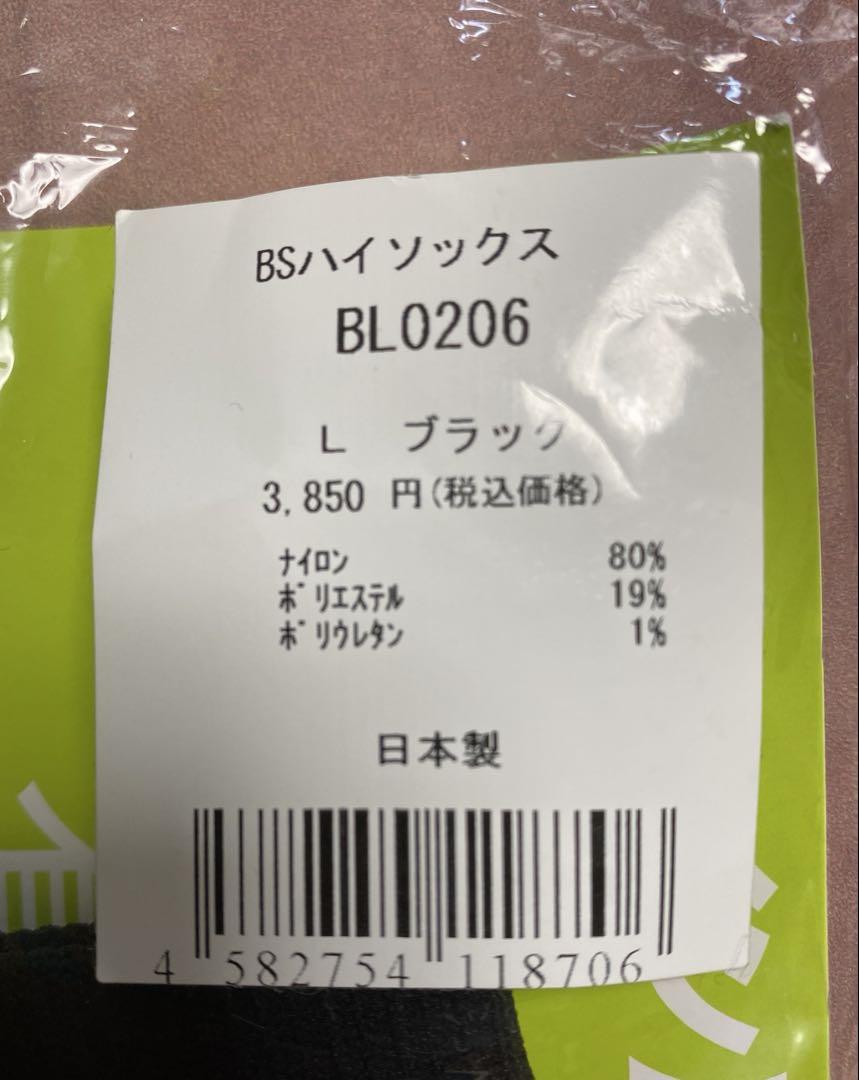 BSハイソックス
BL0206
L ブラック
3,850 円(税込価格)
ナイロン 80%
ポリエステル 19%
ポリウレタン 1%
日本製
4 582754 118706